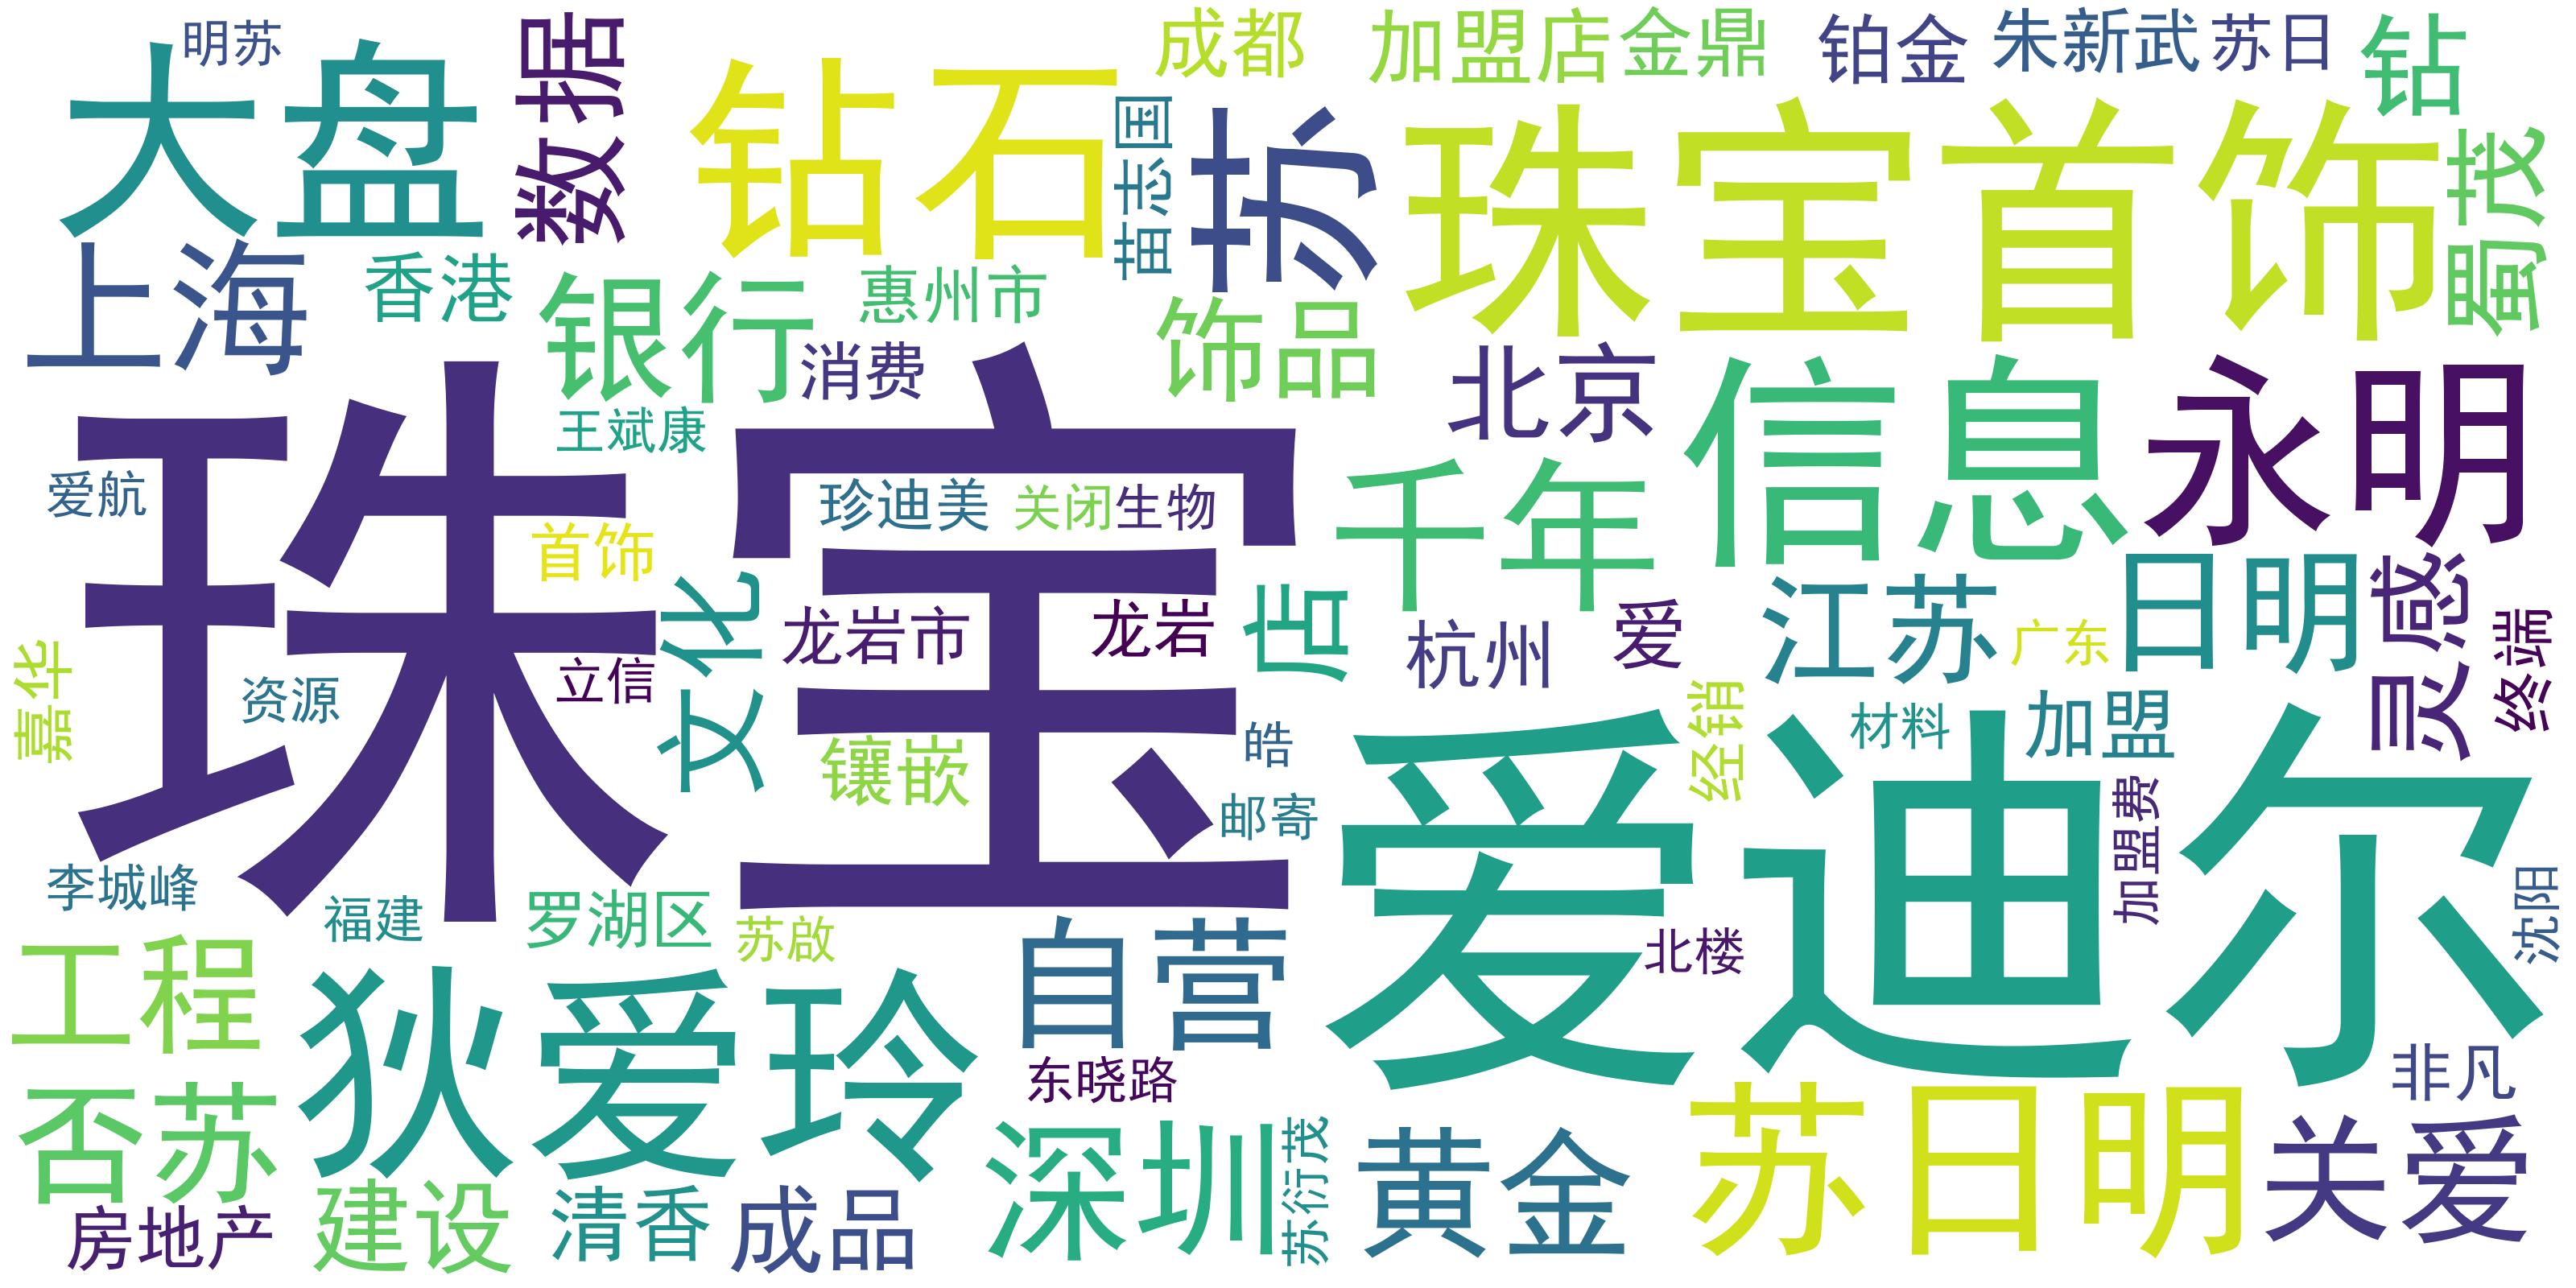 明苏
大盘
数据
钻石
成都
加盟店
金鼎
铂金
朱新武
苏日
钻
苗志国
苏
珠宝首饰
蜀茂
上海
香港
银行
惠州市
饰品
消费
北京
信息
永明
珠宝
王斌康
千年
爱航
珍迪美
关闭
生物
首饰
文化
店
江苏
日明
灵感
嘉华
龙岩市
龙岩
杭州
爱
广东
终端
立信
资源
经销
材料
加盟
镶嵌
皓
爱迪尔
邮寄
加盟费
李城峰
福建
罗湖区
苏啟
自营
北楼
沈阳
工程
狄爱玲
东晓路
非凡
否苏
深圳
苏衍茂
黄金
苏日明
关爱
房地产
建设
清香
成品